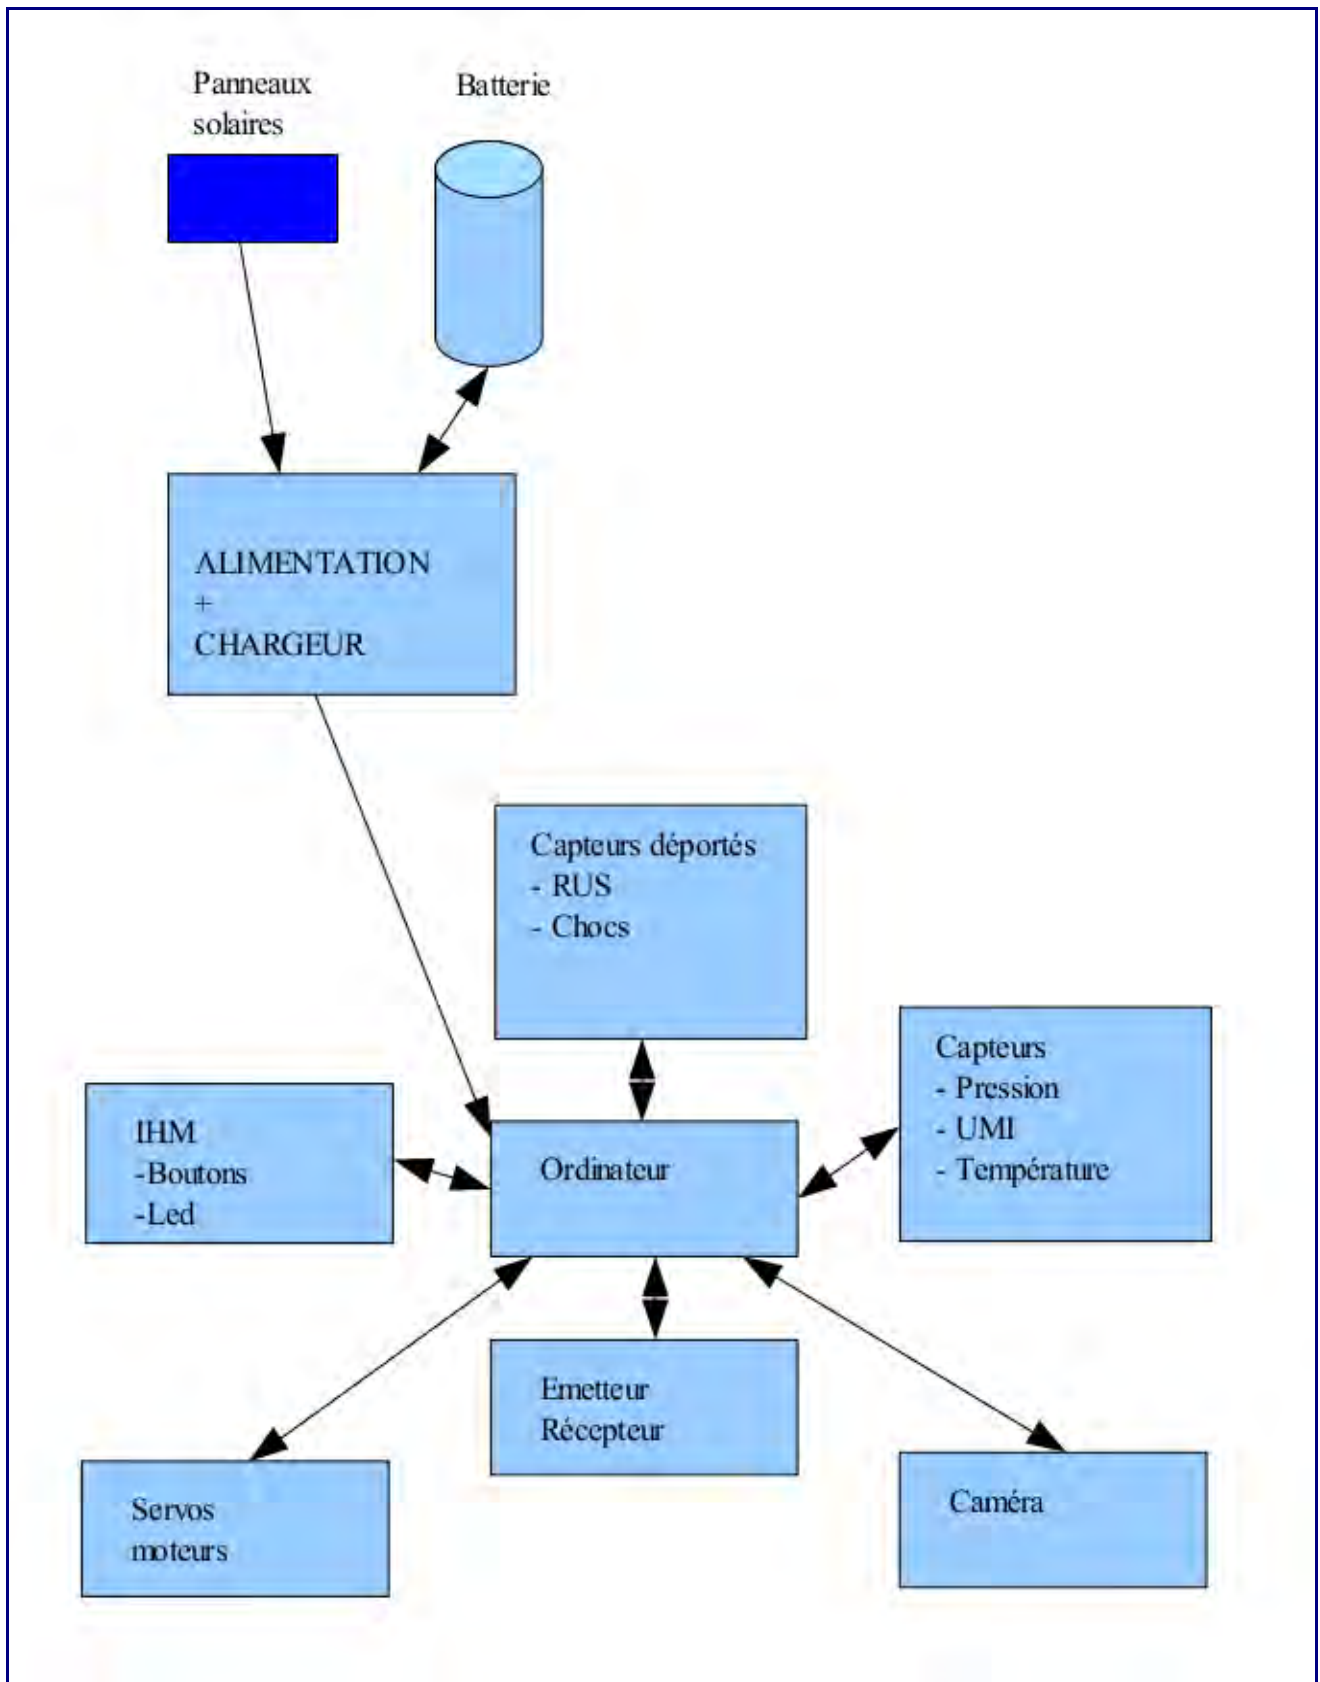 Panneaux
solaires
Batterie
ALIMENTATION
+
CHARGEUR
Capteurs déportés
- RUS
- Chocs
Capteurs
- Pression
- UMI
- Température
IHM
-Boutons
-Led
Ordinateur
Emetteur
Récepteur
Servos
moteurs
Caméra